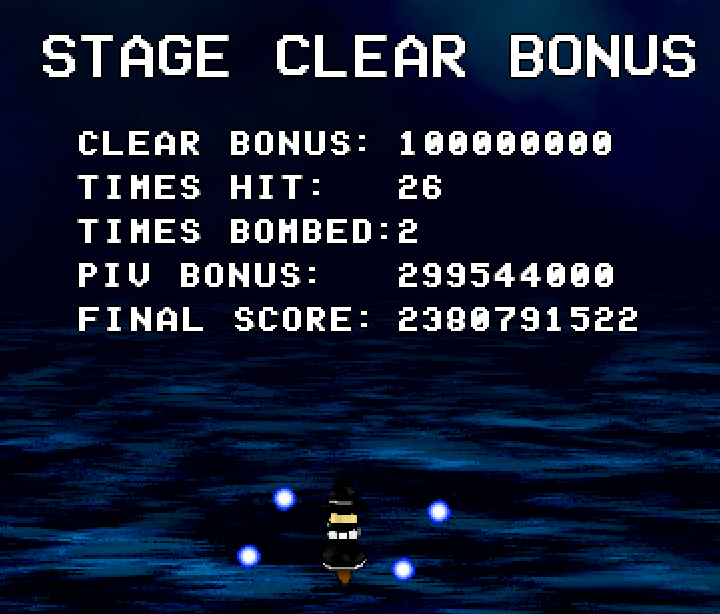 STAGE CLEAR BONUS
CLEAR BONUS: 100000000
TIMES HIT: 26
TIMES BOMBED:2
PIV BONUS: 299544000
FINAL SCORE: 2380791522